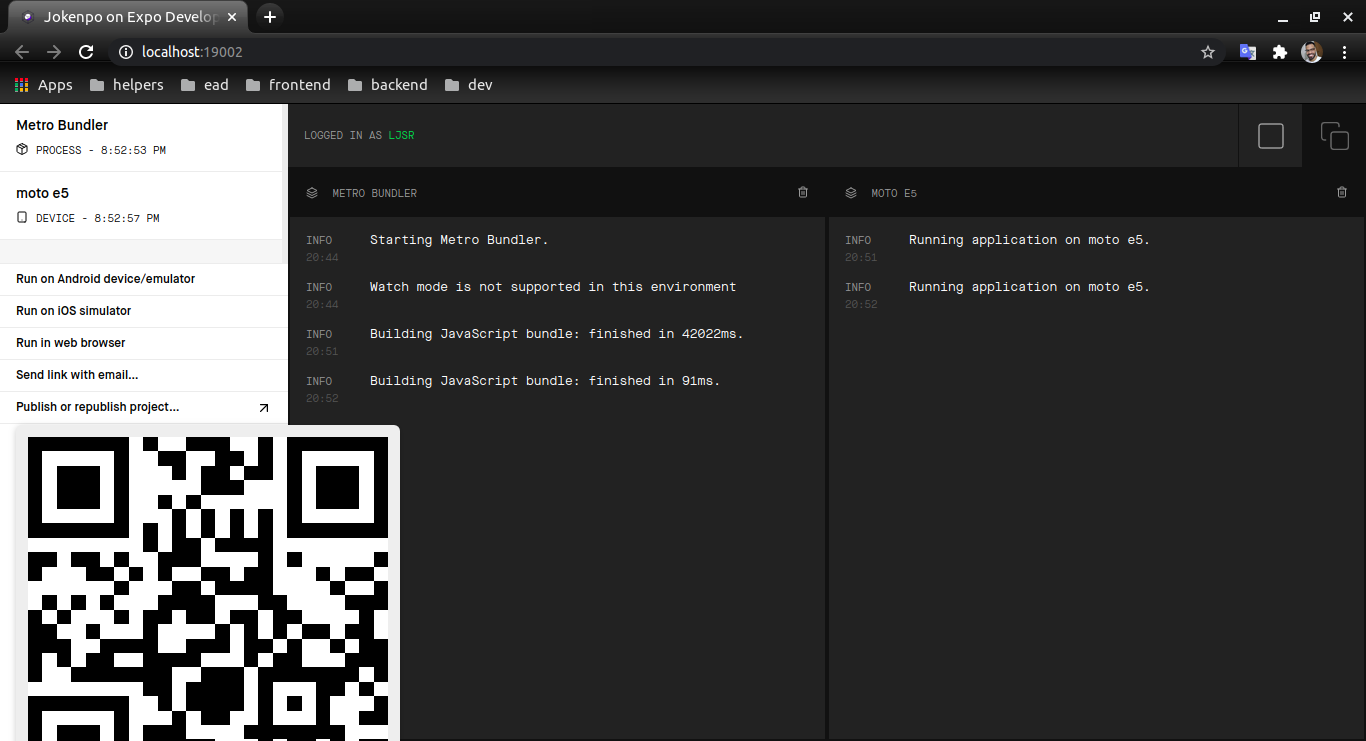 Jokenpo on Expo Develop
localhost:19002
Apps
helpers
ead
frontend
backend
dev
Metro Bundler
PROCESS - 8:52:53 PM
moto e5
DEVICE - 8:52:57 PM
Run on Android device/emulator
Run on iOS simulator
Run in web browser
Send link with email...
Publish or republish project...
LOGGED IN AS LJSR
METRO BUNDLER
INFO Starting Metro Bundler.
20:44
INFO Watch mode is not supported in this environment
20:44
INFO Building JavaScript bundle: finished in 42022ms.
20:51
INFO Building JavaScript bundle: finished in 91ms.
20:52
MOTO E5
INFO Running application on moto e5.
20:51
INFO Running application on moto e5.
20:52